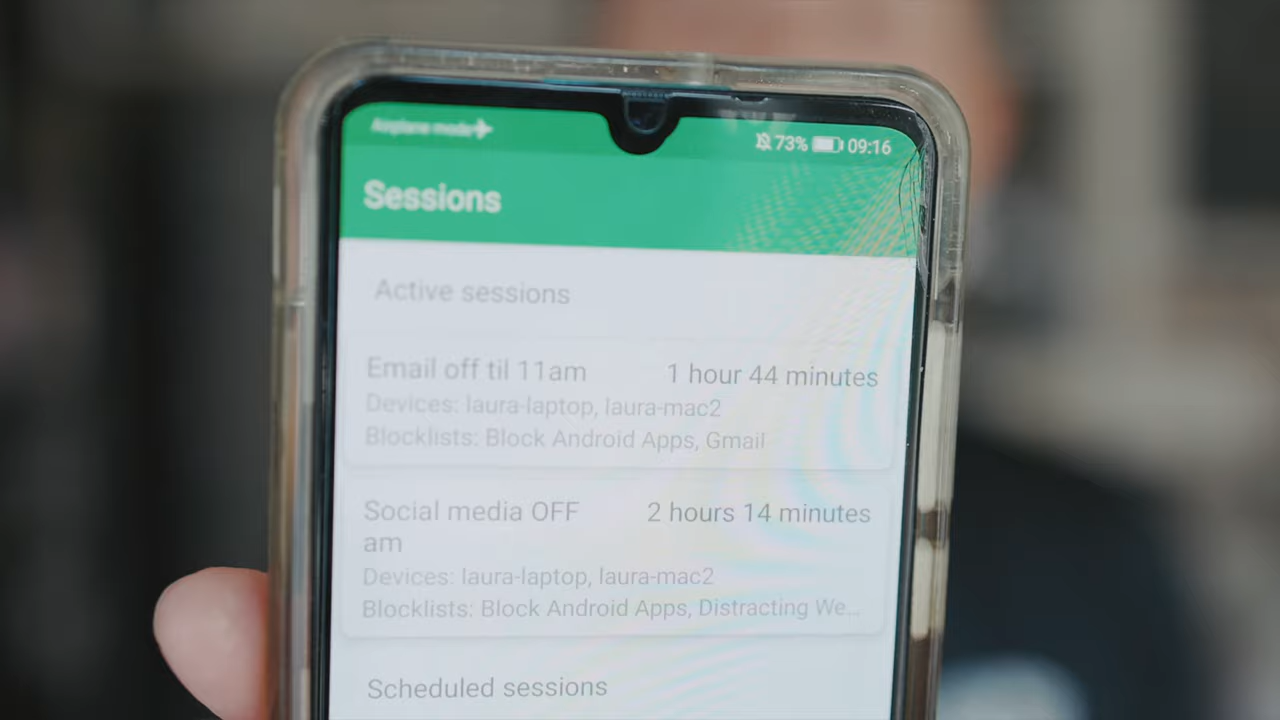 Airplane mode
73% 09:16
Sessions
Active sessions
Email off til 11am 1 hour 44 minutes
Devices: laura-laptop, laura-mac2
Blocklists: Block Android Apps, Gmail
Social media OFF 2 hours 14 minutes
am
Devices: laura-laptop, laura-mac2
Blocklists: Block Android Apps, Distracting We...
Scheduled sessions